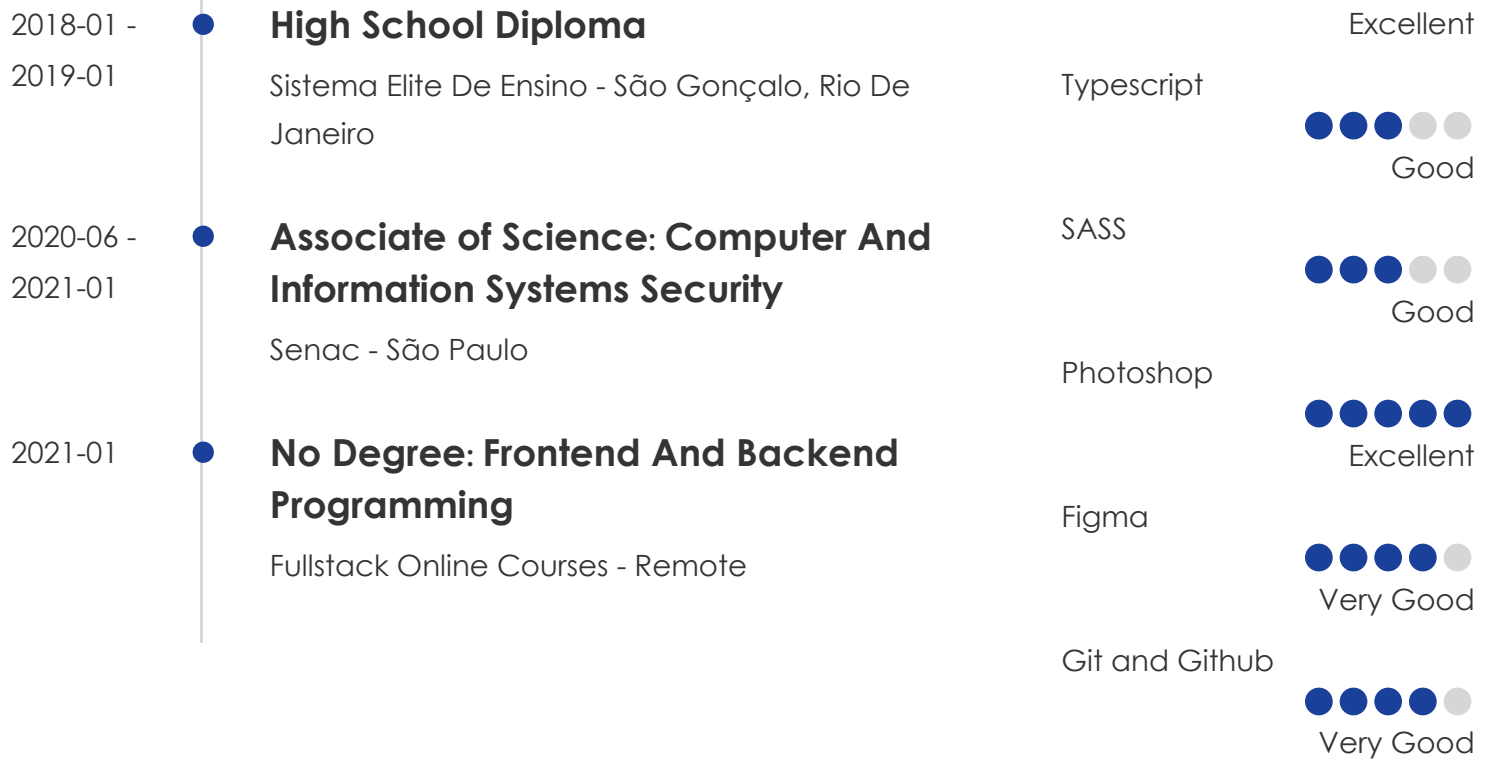 2018-01 -
2019-01
High School Diploma
Sistema Elite De Ensino - São Gonçalo, Rio De
Janeiro
2020-06 -
2021-01
Associate of Science: Computer And
Information Systems Security
Senac - São Paulo
2021-01
No Degree: Frontend And Backend
Programming
Fullstack Online Courses - Remote
Excellent
Typescript
Good
SASS
Good
Photoshop
Excellent
Figma
Very Good
Git and Github
Very Good